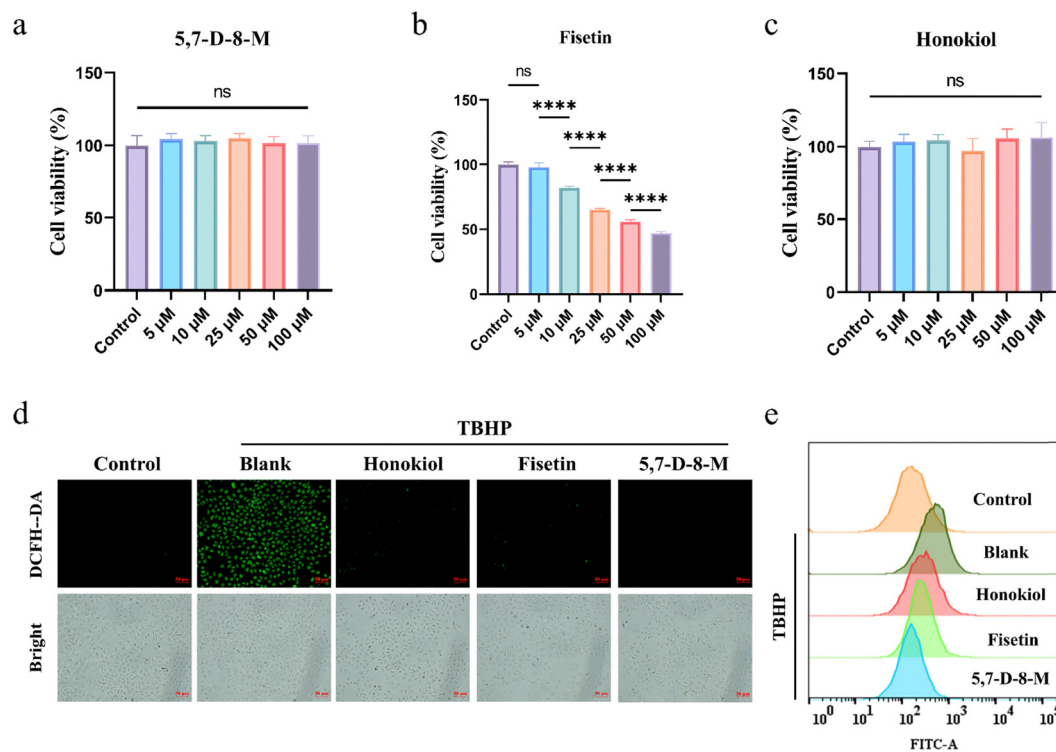 a
5,7-D-8-M
Cell viability (%)
150
100
50
0
ns
Control
5 μM
10 μM
25 μM
50 μM
100 μM
b
Fisetin
Cell viability (%)
150
100
50
0
ns
****
****
****
****
Control
5 μM
10 μM
25 μM
50 μM
100 μM
c
Honokiol
Cell viability (%)
150
100
50
0
ns
Control
5 μM
10 μM
25 μM
50 μM
100 μM
d
TBHP
Control
Blank
Honokiol
Fisetin
5,7-D-8-M
DCFH-DA
Bright
e
TBHP
Control
Blank
Honokiol
Fisetin
5,7-D-8-M
10⁰
10¹
10²
10³
10⁴
10⁵
FITC-A